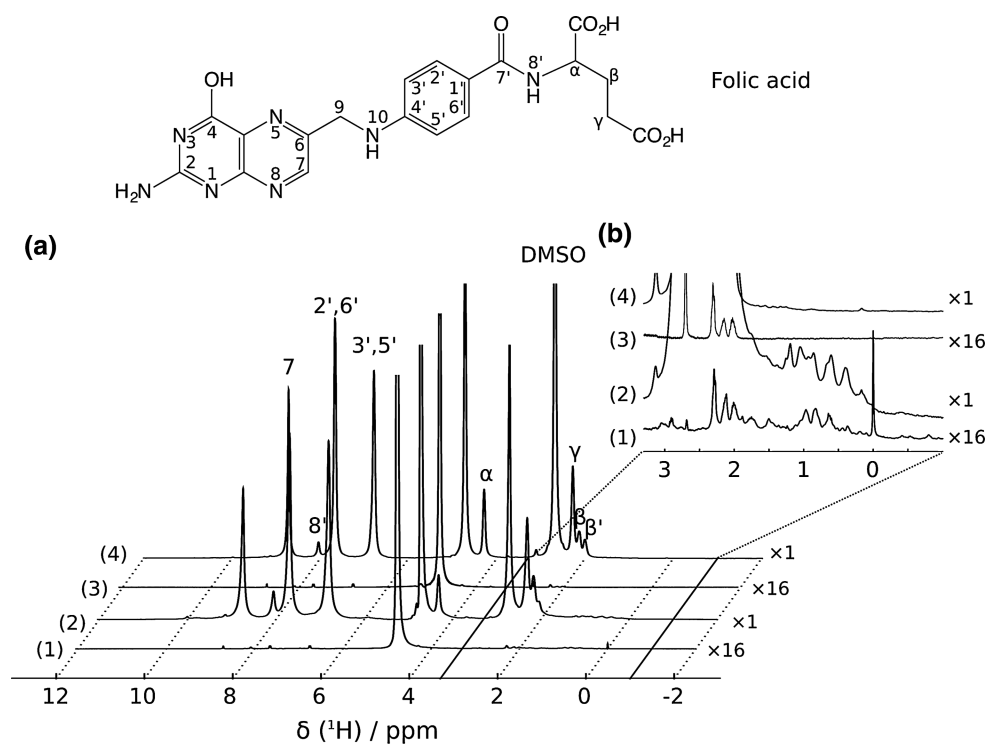 O
CO₂H
8'
α
β
7'
N
H
γ
CO₂H
Folic acid
OH
4
N
3
2
N
1
H₂N
N
5
6
7
N
8
9
10
N
H
1'
2'
3'
4'
5'
6'
(a)
(b)
DMSO
7
2',6'
3',5'
8'
α
γ
β
β'
(4)
×1
(3)
×16
(2)
×1
(1)
×16
3 2 1 0
(4)
×1
(3)
×16
(2)
×1
(1)
×16
12 10 8 6 4 2 0 -2
δ (¹H) / ppm